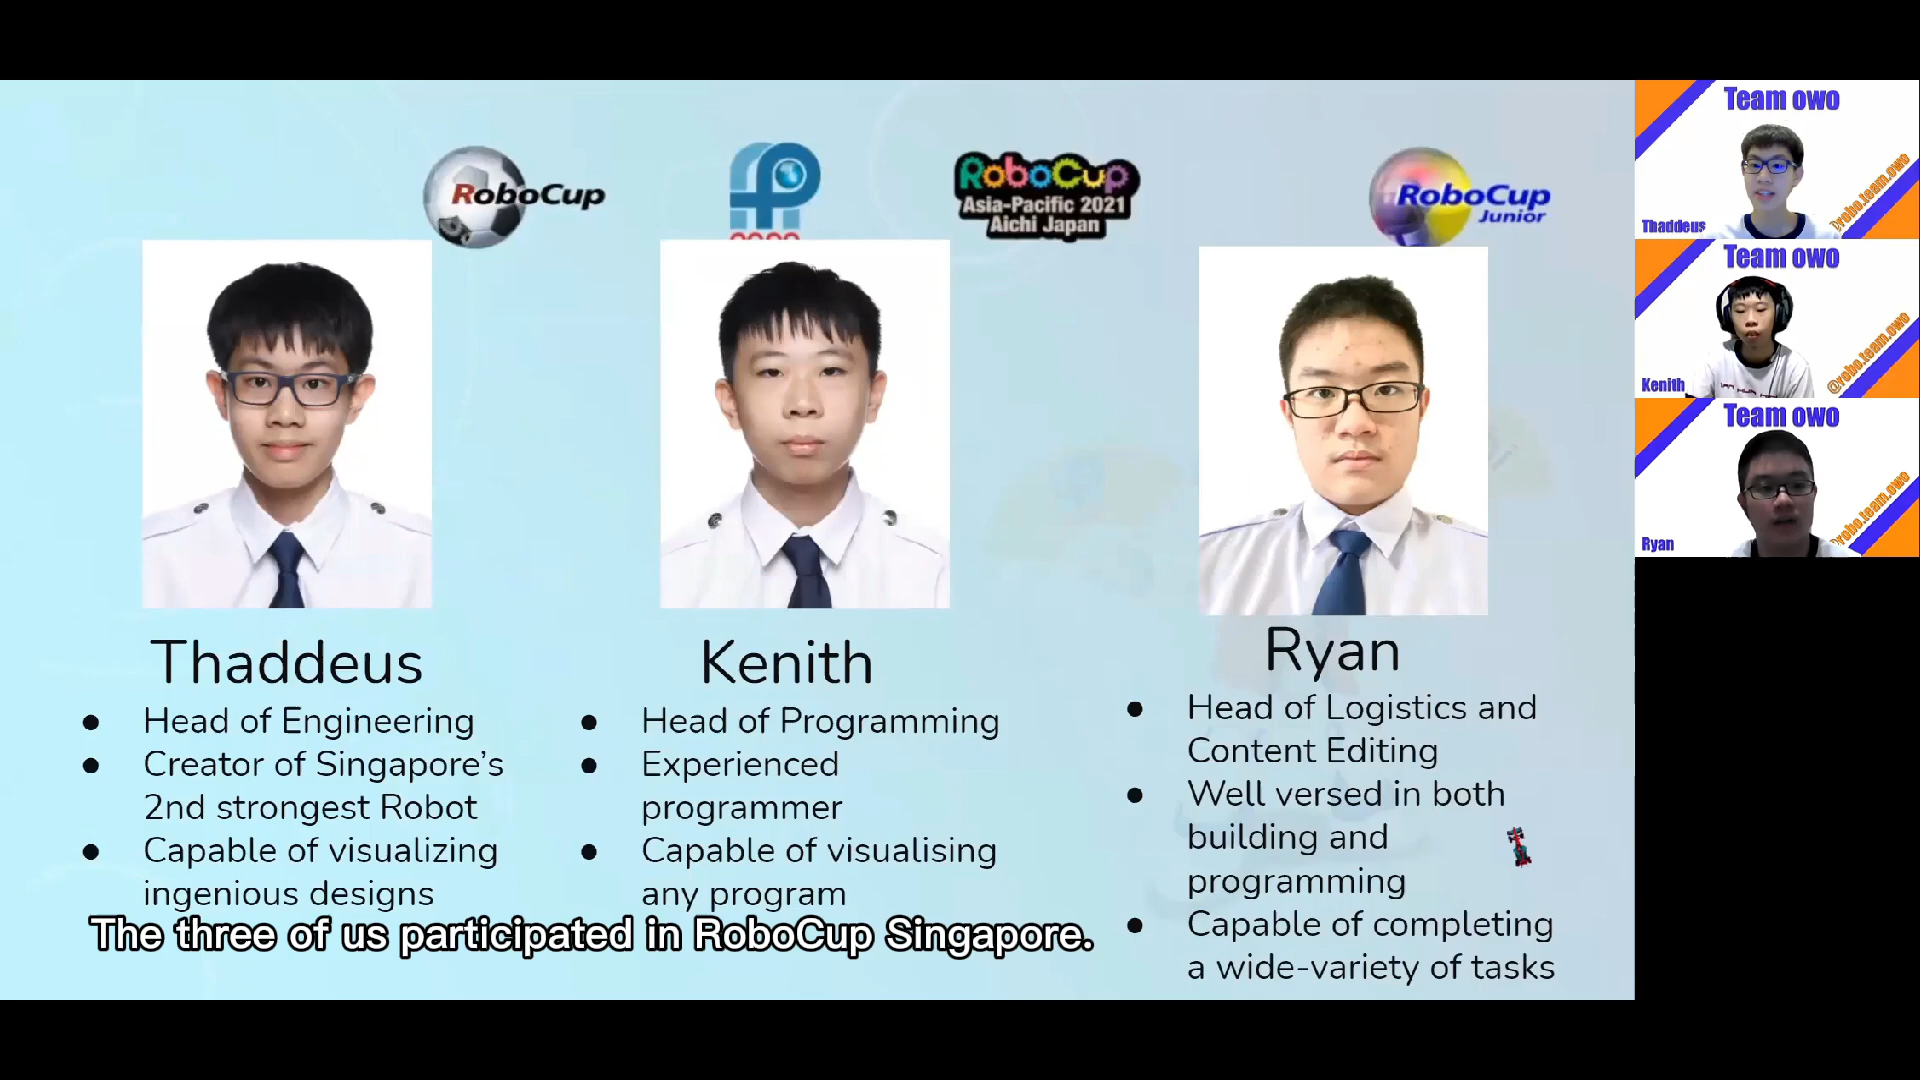 RoboCup
RoboCup
Asia-Pacific 2021
Aichi Japan
RoboCup
Junior
Thaddeus
Head of Engineering
Creator of Singapore's
2nd strongest Robot
Capable of visualizing
ingenious designs
Kenith
Head of Programming
Experienced
programmer
Capable of visualising
any program
Ryan
Head of Logistics and
Content Editing
Well versed in both
building and
programming
Capable of completing
a wide-variety of tasks
The three of us participated in RoboCup Singapore.
Team owo
Thaddeus
robo.team.owo
Team owo
Kenith
@robo.team.owo
Team owo
Ryan
robo.team.owo